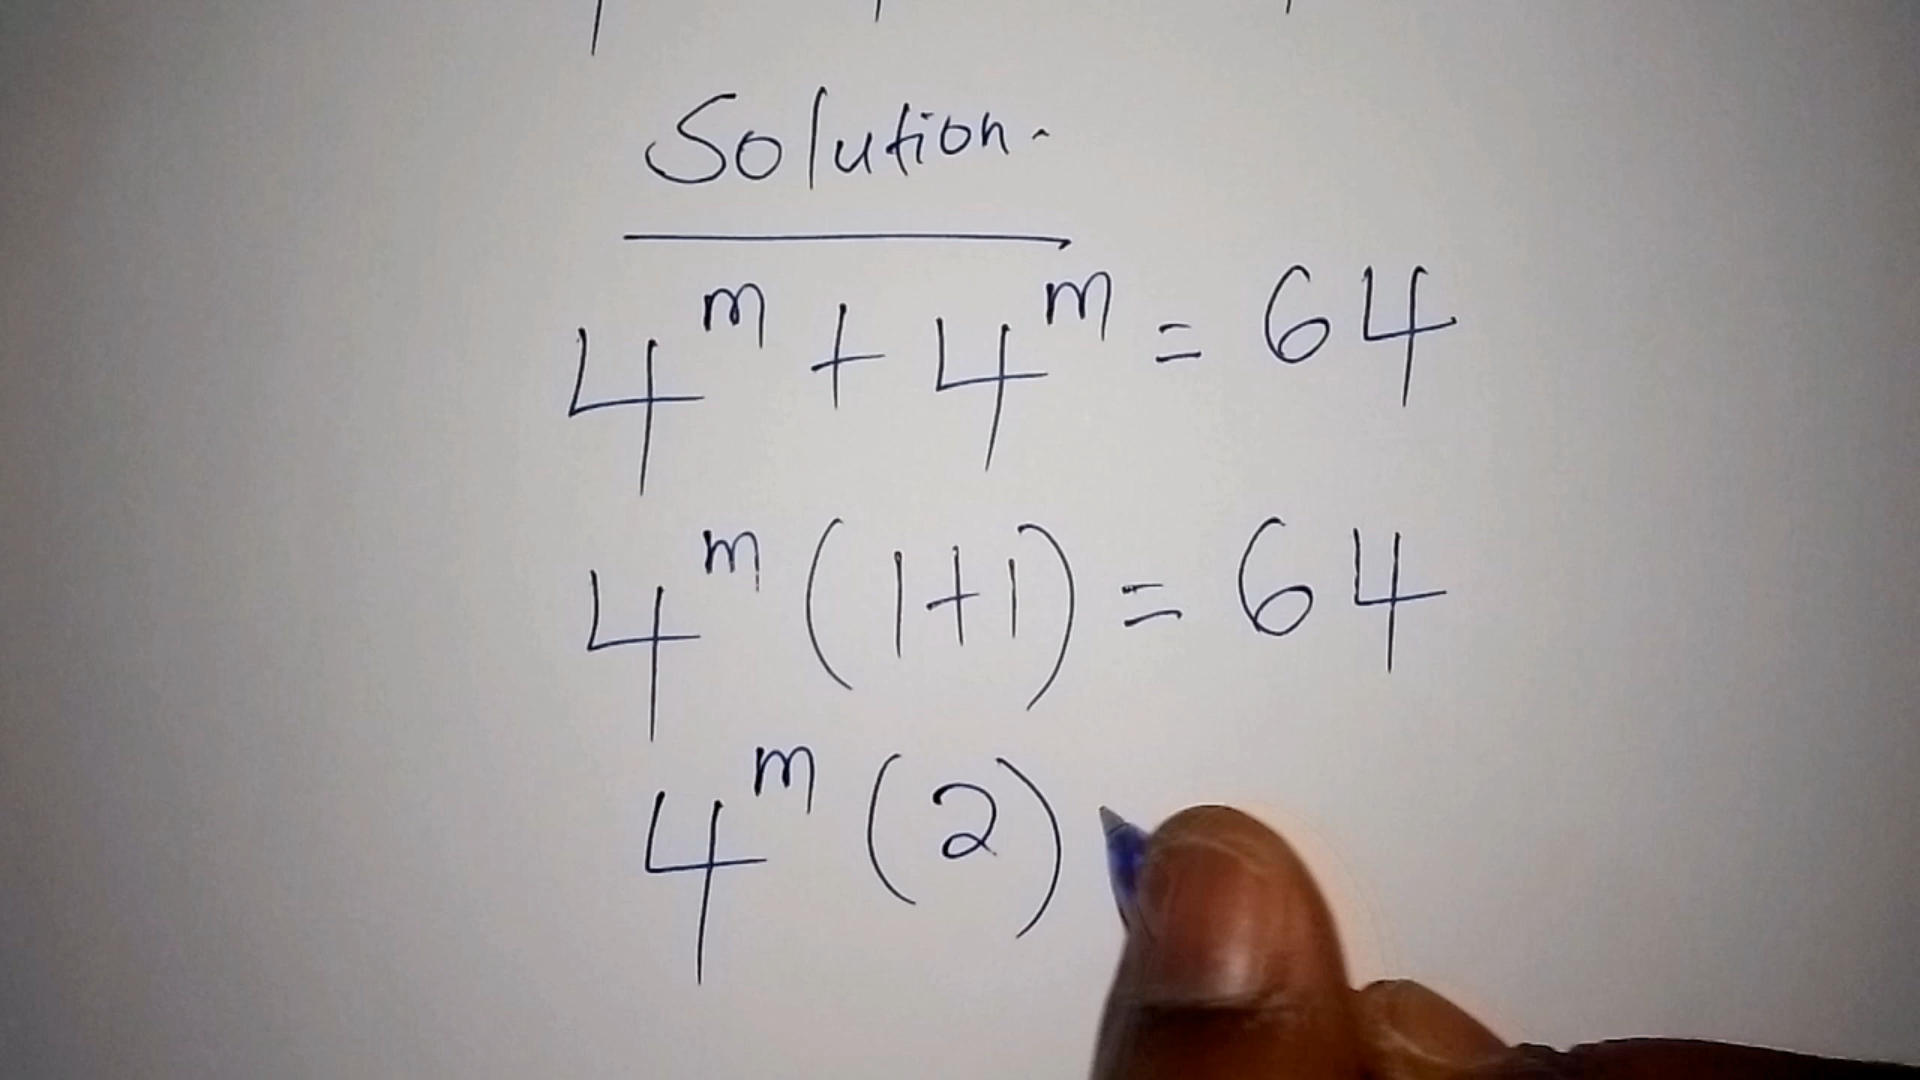 Solution.
4^m + 4^m = 64
4^m (1+1) = 64
4^m (2)